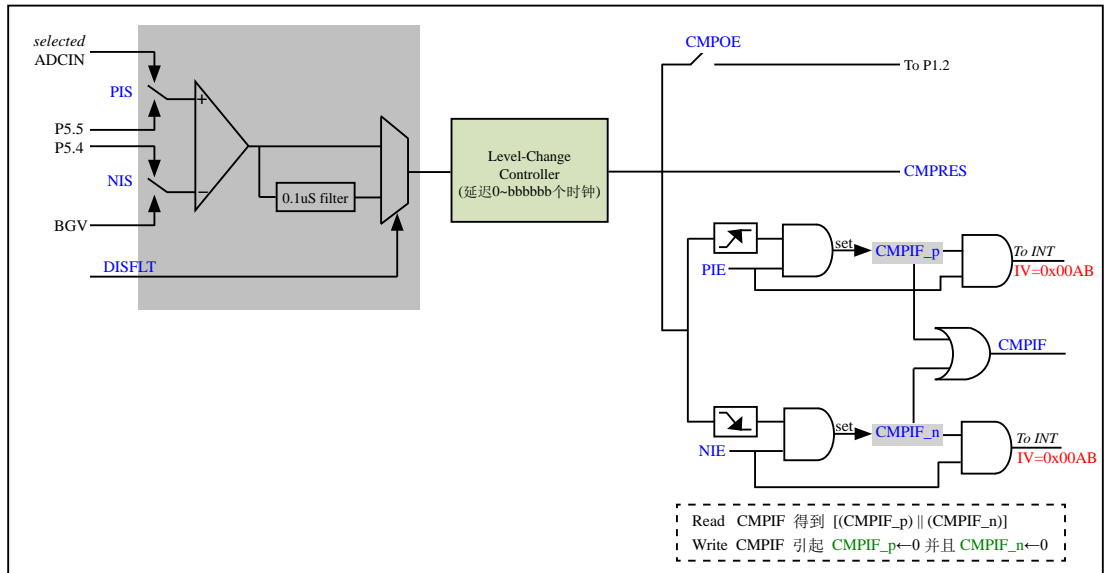 selected
ADCIN
PIS
P5.5
P5.4
NIS
BGV
DISFLT
+
−
0.1uS filter
Level-Change
Controller
(延迟0~bbbbbb个时钟)
CMPOE
To P1.2
CMPRES
PIE
set
CMPIF_p
To INT
IV=0x00AB
CMPIF
NIE
set
CMPIF_n
To INT
IV=0x00AB
Read CMPIF 得到 [(CMPIF_p) || (CMPIF_n)]
Write CMPIF 引起 CMPIF_p←0 并且 CMPIF_n←0